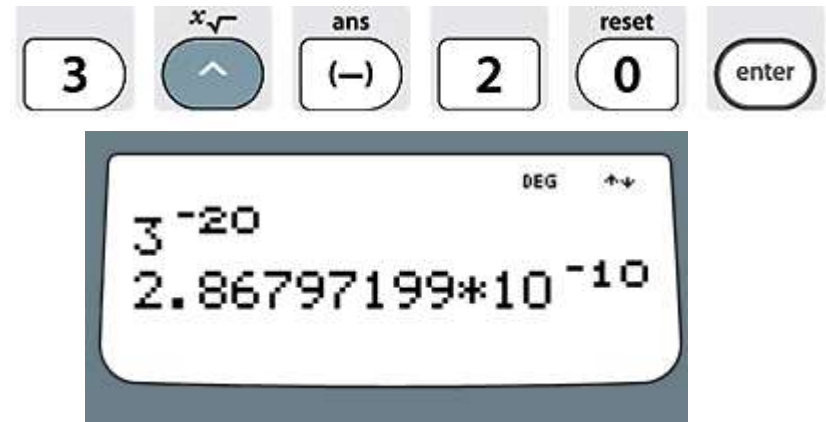 x√ ans reset
3 ^ (−) 2 0 enter
DEG ↑↓
3⁻²⁰
2.86797199*10⁻¹⁰